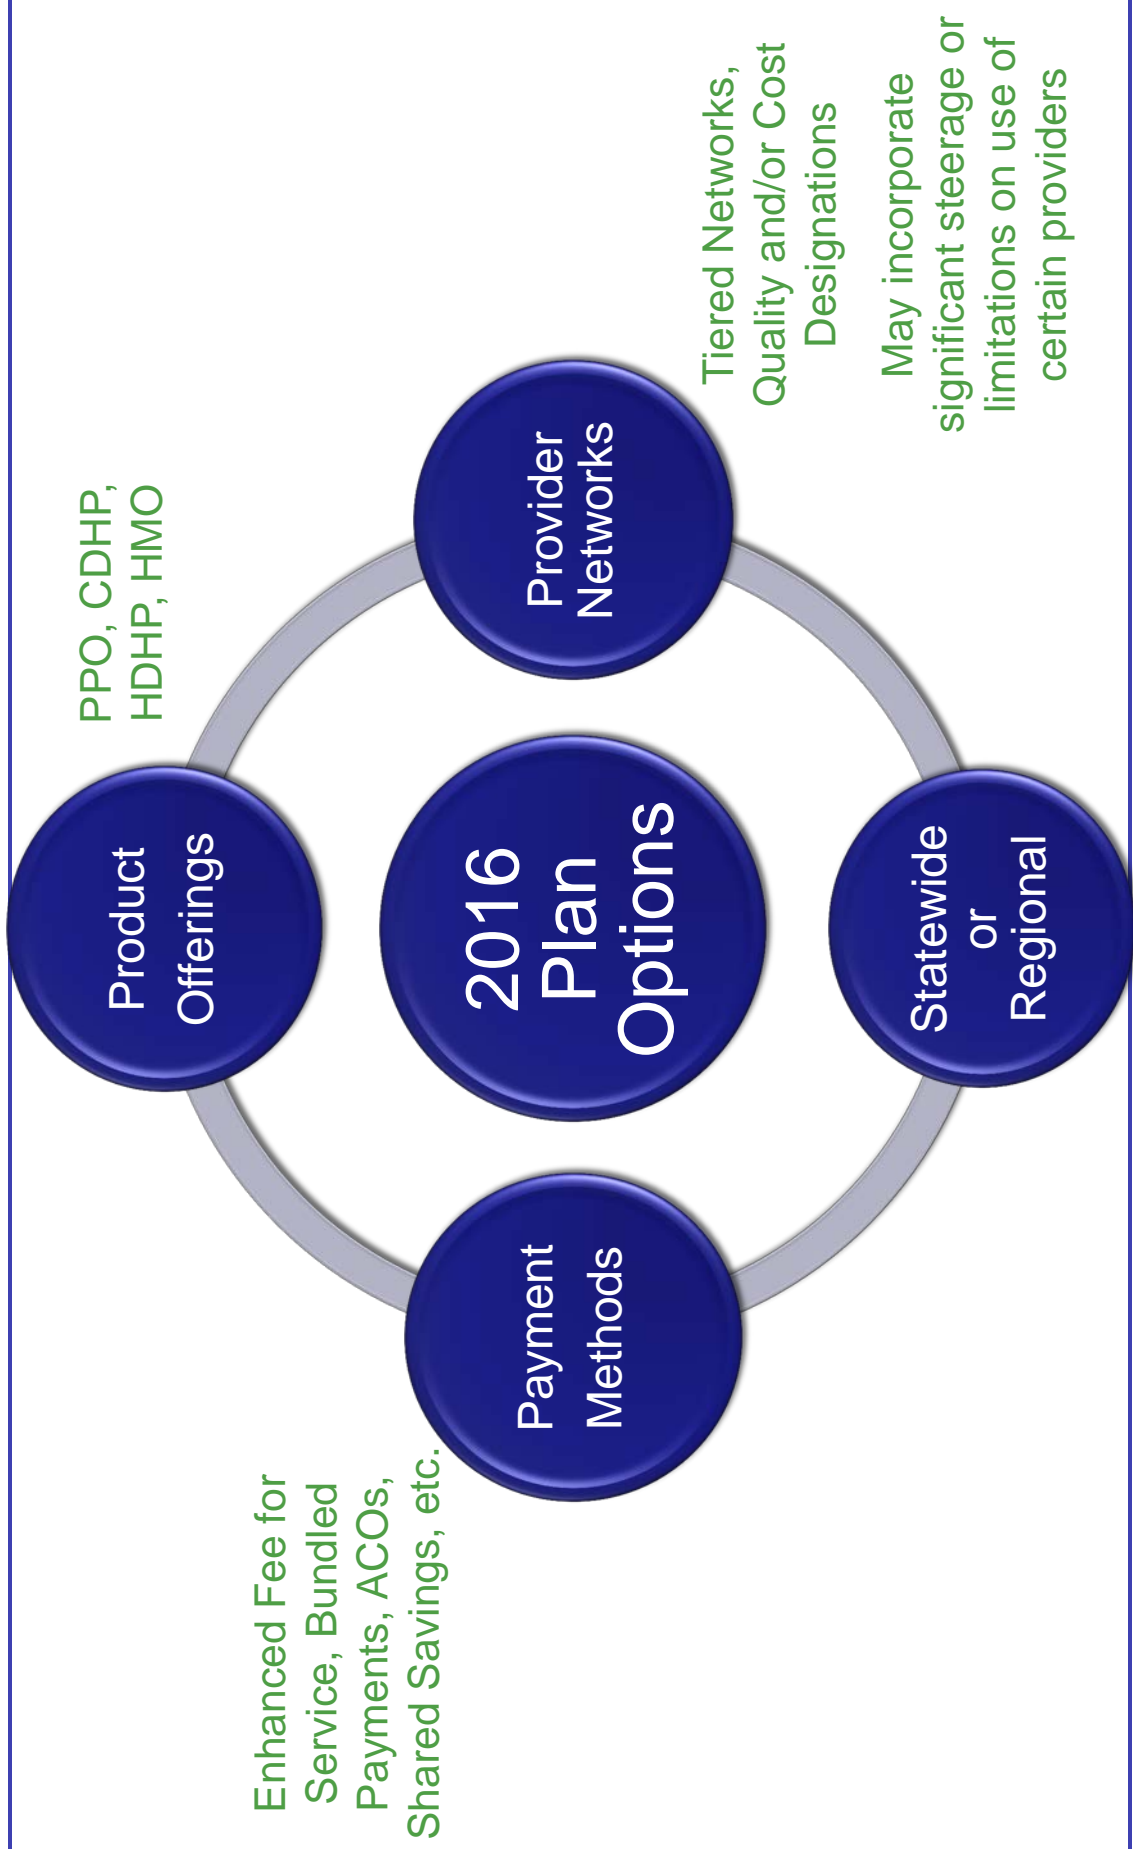 PPO, CDHP,
HDHP, HMO
Product
Offerings
Enhanced Fee for
Service, Bundled
Payments, ACOs,
Shared Savings, etc.
Payment
Methods
2016
Plan
Options
Provider
Networks
Tiered Networks,
Quality and/or Cost
Designations
May incorporate
significant steerage or
limitations on use of
certain providers
Statewide
or
Regional